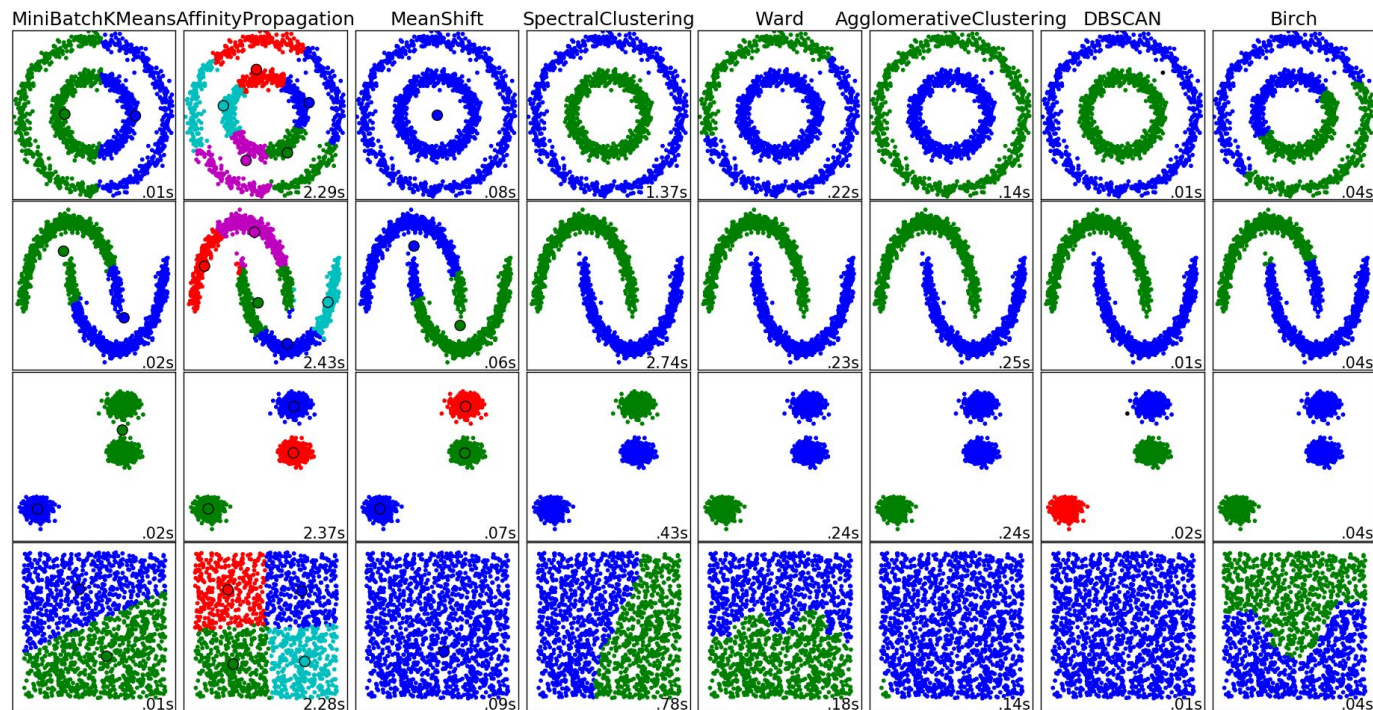 MiniBatchKMeans AffinityPropagation MeanShift SpectralClustering Ward AgglomerativeClustering DBSCAN Birch
.01s 2.29s .08s 1.37s .22s .14s .01s .04s
.02s 2.43s .06s 2.74s .23s .25s .01s .04s
.02s 2.37s .07s .43s .24s .24s .02s .04s
.01s 2.28s .09s .78s .18s .14s .01s .04s